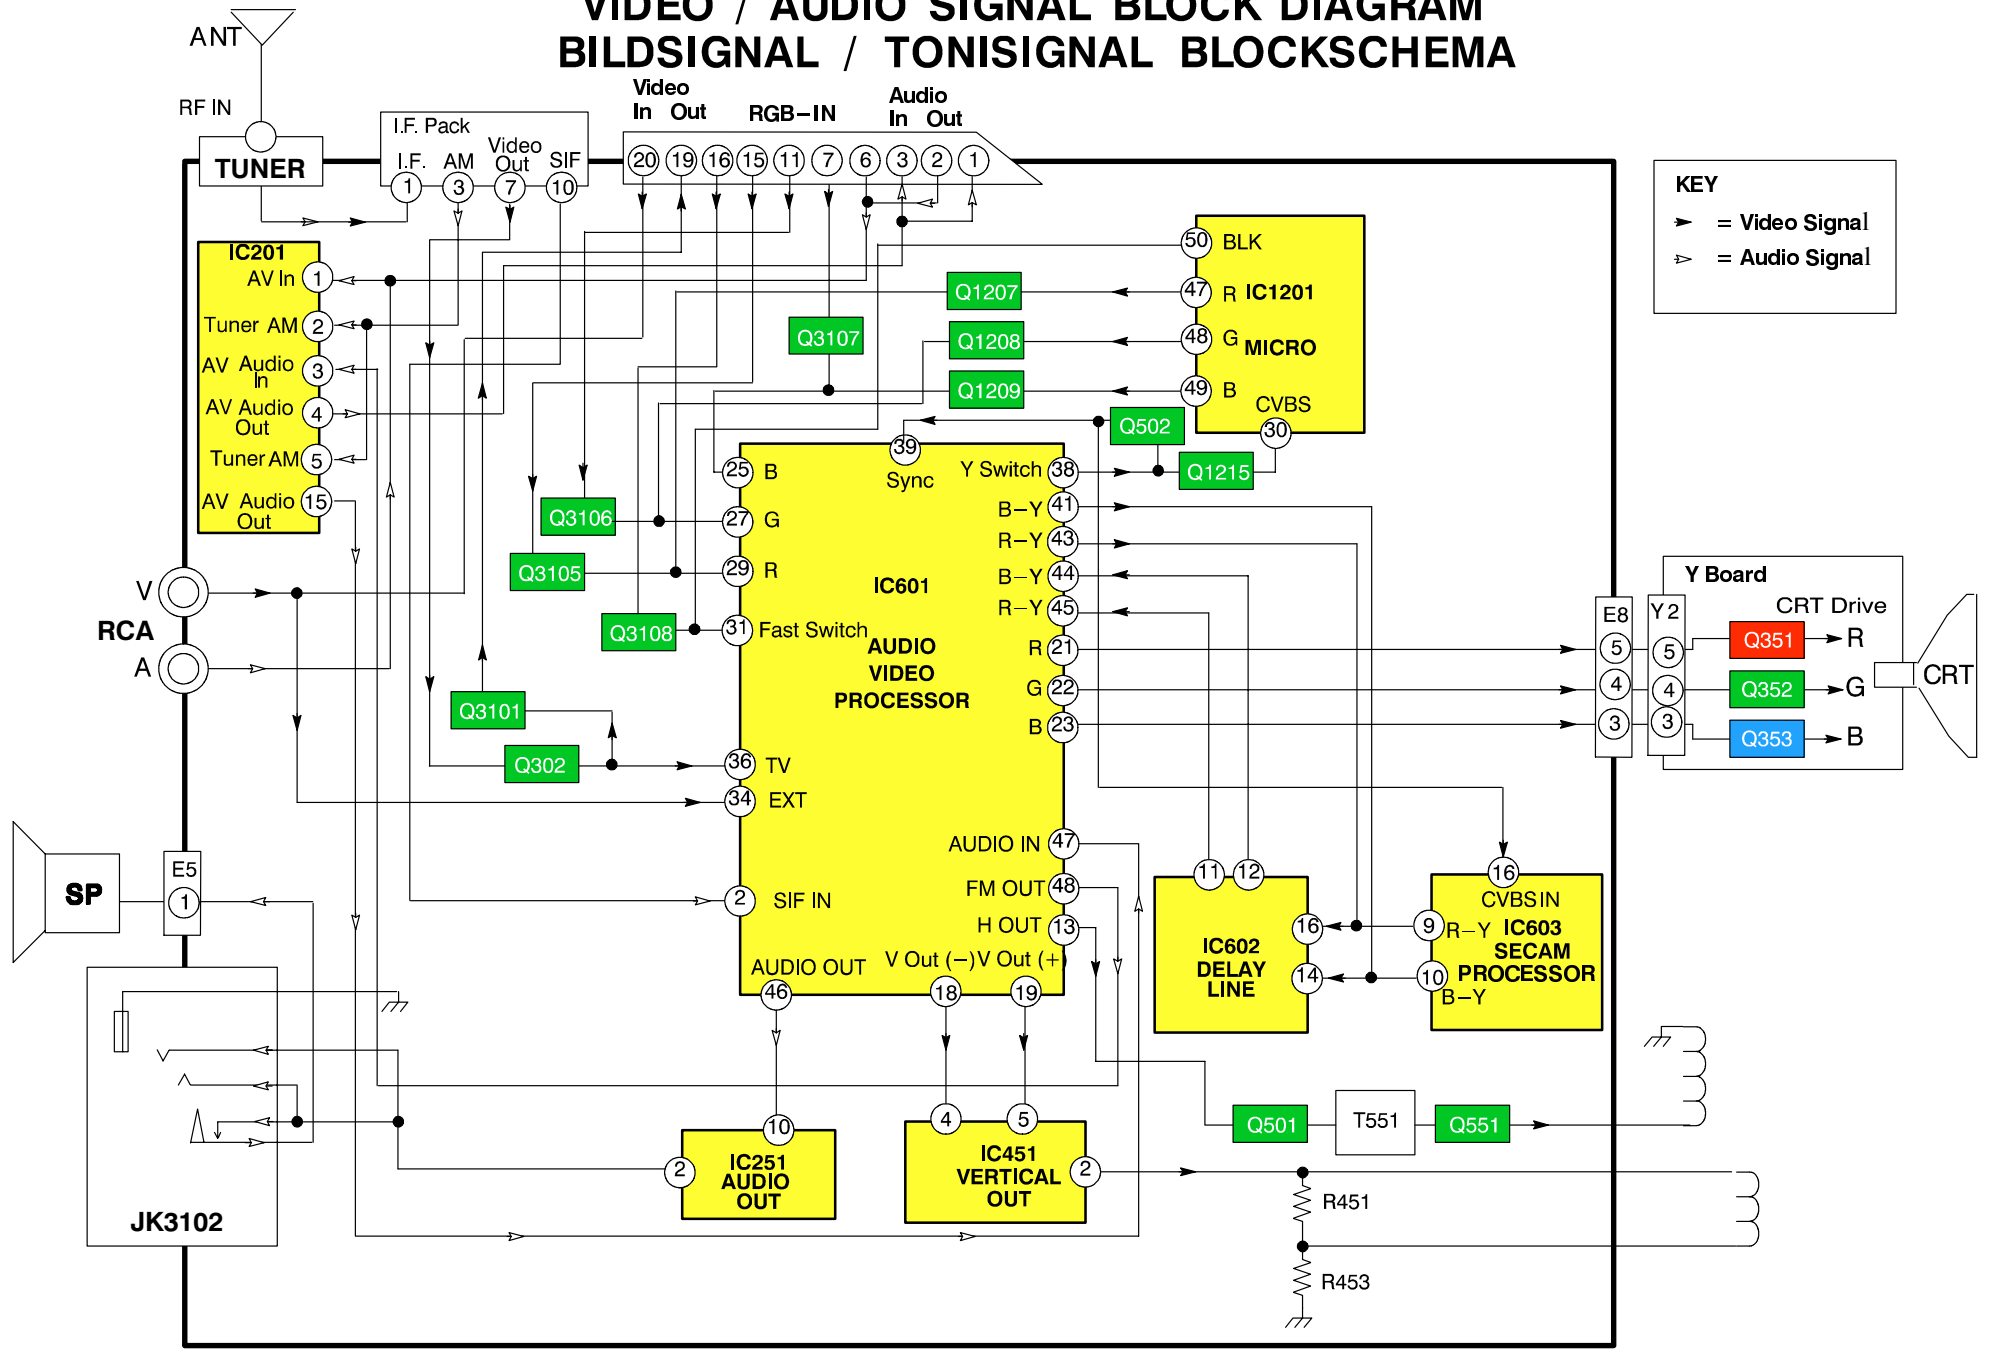 VIDEO / AUDIO SIGNAL BLOCK DIAGRAM
BILDSIGNAL / TONISIGNAL BLOCKSCHEMA
ANT
RF IN
TUNER
I.F. Pack
I.F. AM Video Out SIF
1 3 7 10
Video
In Out
RGB-IN
Audio
In Out
20 19 16 15 11 7 6 3 2 1
KEY
= Video Signal
= Audio Signal
IC201
AV In 1
Tuner AM 2
AV Audio In 3
AV Audio Out 4
Tuner AM 5
AV Audio Out 15
50 BLK
47 R
IC1201
48 G
MICRO
49 B
CVBS
30
Q1207
Q1208
Q1209
Q3107
Q502
Q1215
Q3106
Q3105
Q3108
Q3101
Q302
39
Sync
25 B
27 G
29 R
31 Fast Switch
36 TV
34 EXT
2 SIF IN
IC601
AUDIO
VIDEO
PROCESSOR
Y Switch 38
B-Y 41
R-Y 43
B-Y 44
R-Y 45
R 21
G 22
B 23
AUDIO IN 47
FM OUT 48
H OUT 13
V Out (-) V Out (+)
AUDIO OUT
46 18 19
V
RCA
A
E8
5
4
3
Y2
5
4
3
Y Board
CRT Drive
Q351 R
Q352 G
Q353 B
CRT
SP
E5
1
JK3102
11 12
16
14
IC602
DELAY
LINE
16
CVBS IN
9 R-Y
10 B-Y
IC603
SECAM
PROCESSOR
10
2
IC251
AUDIO
OUT
4 5
2
IC451
VERTICAL
OUT
Q501
T551
Q551
R451
R453